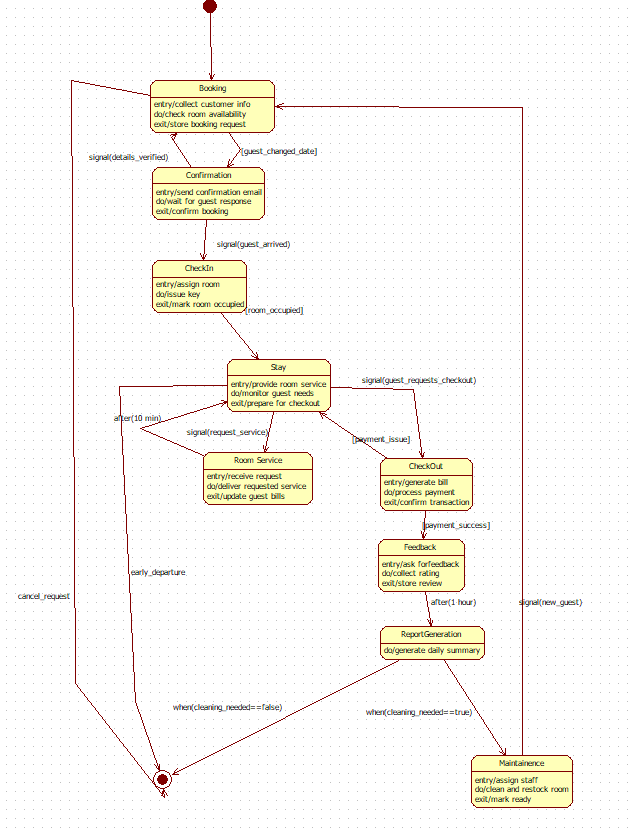 Booking
entry/collect customer info
do/check room availability
exit/store booking request
signal(details_verified)
[guest_changed_date]
Confirmation
entry/send confirmation email
do/wait for guest response
exit/confirm booking
signal(guest_arrived)
CheckIn
entry/assign room
do/issue key
exit/mark room occupied
[room_occupied]
Stay
entry/provide room service
do/monitor guest needs
exit/prepare for checkout
signal(guest_requests_checkout)
after(10 min)
signal(request_service)
[payment_issue]
Room Service
entry/receive request
do/deliver requested service
exit/update guest bills
CheckOut
entry/generate bill
do/process payment
exit/confirm transaction
[payment_success]
Feedback
entry/ask forfeedback
do/collect rating
exit/store review
early_departure
cancel_request
after(1 hour)
signal(new_guest)
ReportGeneration
do/generate daily summary
when(cleaning_needed==false)
when(cleaning_needed==true)
Maintainence
entry/assign staff
do/clean and restock room
exit/mark ready